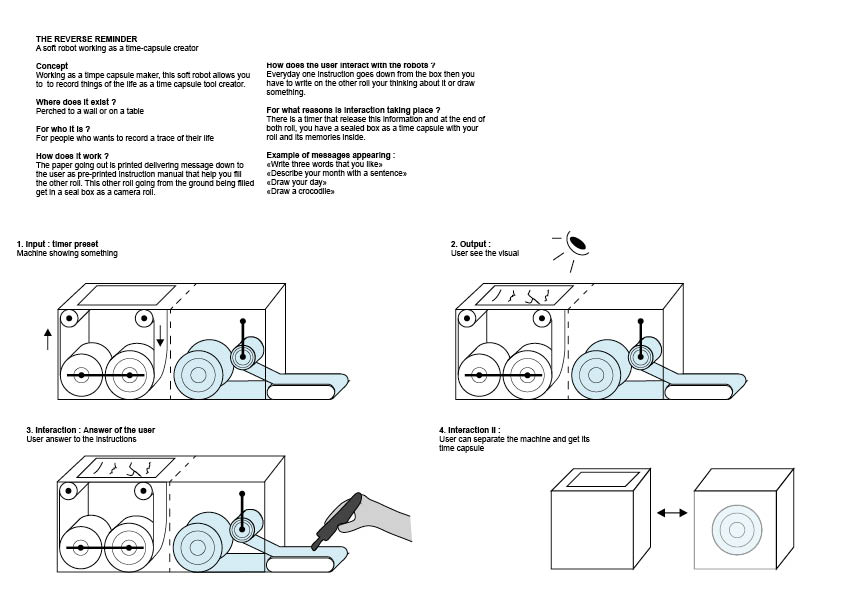 THE REVERSE REMINDER
A soft robot working as a time-capsule creator
Concept
Working as a timpe capsule maker, this soft robot allows you
to to record things of the life as a time capsule tool creator.
Where does it exist ?
Perched to a wall or on a table
For who it is ?
For people who wants to record a trace of their life
How does it work ?
The paper going out is printed delivering message down to
the user as pre-printed instruction manual that help you fill
the other roll. This other roll going from the ground being filled
get in a seal box as a camera roll.
How does the user interact with the robots ?
Everyday one instruction goes down from the box then you
have to write on the other roll your thinking about it or draw
something.
For what reasons is interaction taking place ?
There is a timer that release this information and at the end of
both roll, you have a sealed box as a time capsule with your
roll and its memories inside.
Example of messages appearing :
«Write three words that you like»
«Describe your month with a sentence»
«Draw your day»
«Draw a crocodile»
1. Input : timer preset
Machine showing something
2. Output :
User see the visual
3. Interaction : Answer of the user
User answer to the instructions
4. Interaction II :
User can separate the machine and get its
time capsule